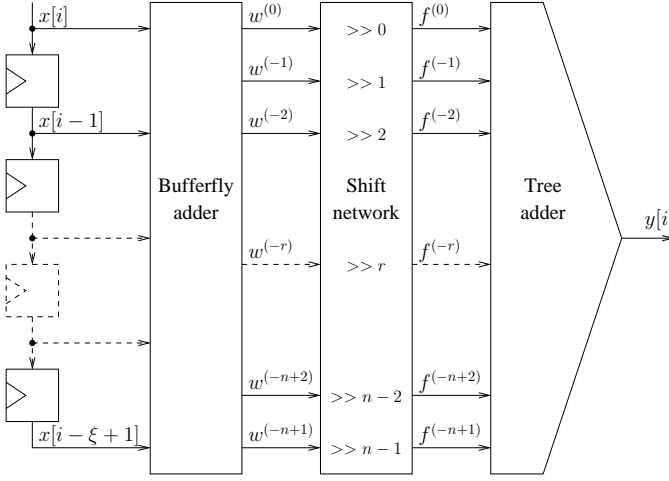 x[i] w^{(0)} >> 0 f^{(0)}
w^{(-1)} >> 1 f^{(-1)}
x[i − 1] w^{(-2)} >> 2 f^{(-2)}
Bufferfly Shift Tree
adder network adder
y[i]
w^{(-r)} >> r f^{(-r)}
w^{(-n+2)} >> n − 2 f^{(-n+2)}
x[i − ξ + 1] w^{(-n+1)} >> n − 1 f^{(-n+1)}